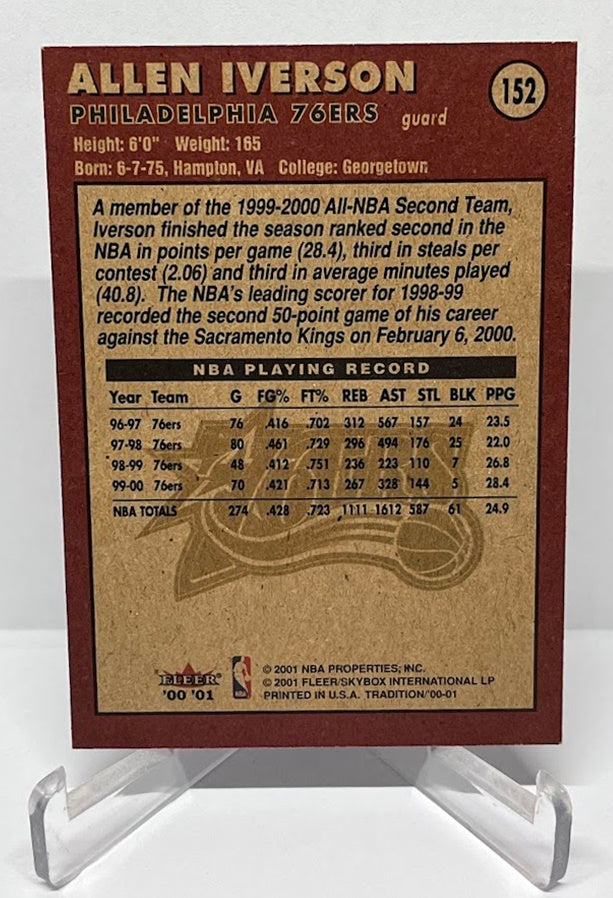 ALLEN IVERSON
152
PHILADELPHIA 76ERS guard
Height: 6'0" Weight: 165
Born: 6-7-75, Hampton, VA College: Georgetown
A member of the 1999-2000 All-NBA Second Team,
Iverson finished the season ranked second in the
NBA in points per game (28.4), third in steals per
contest (2.06) and third in average minutes played
(40.8). The NBA's leading scorer for 1998-99
recorded the second 50-point game of his career
against the Sacramento Kings on February 6, 2000.
NBA PLAYING RECORD
Year Team G FG% FT% REB AST STL BLK PPG
96-97 76ers 76 .416 .702 312 567 157 24 23.5
97-98 76ers 80 .461 .729 296 494 176 25 22.0
98-99 76ers 48 .412 .751 236 223 110 7 26.8
99-00 76ers 70 .421 .713 267 328 144 5 28.4
NBA TOTALS 274 .428 .723 1111 1612 587 61 24.9
76ERS
FLEER
'00 '01
NBA
© 2001 NBA PROPERTIES, INC.
© 2001 FLEER/SKYBOX INTERNATIONAL LP
PRINTED IN U.S.A. TRADITION/'00-01